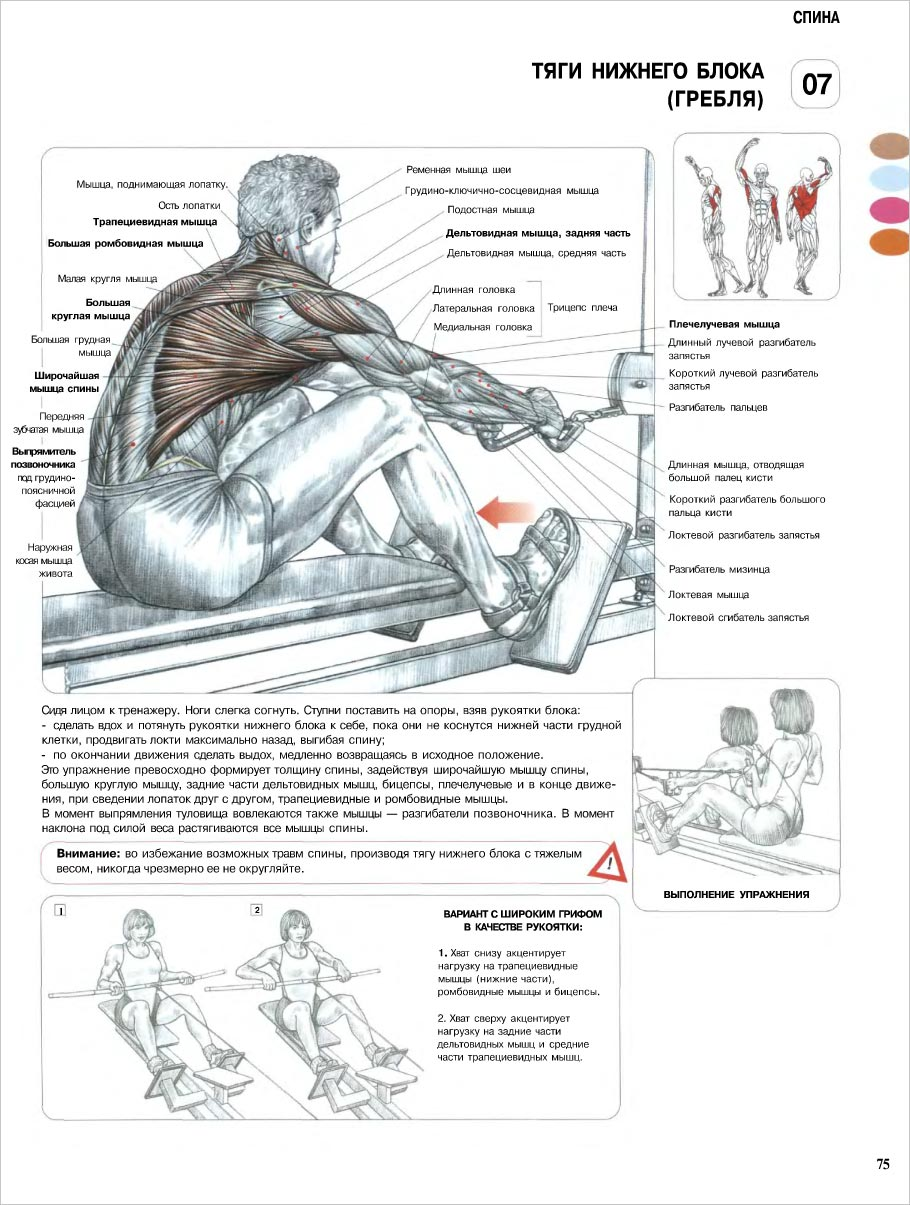 СПИНА
ТЯГИ НИЖНЕГО БЛОКА
(ГРЕБЛЯ)
07
Мышца, поднимающая лопатку.
Ость лопатки
Трапециевидная мышца
Большая ромбовидная мышца
Малая кругля мышца
Большая
круглая мышца
Большая грудная
мышца
Широчайшая
мышца спины
Передняя
зубчатая мышца
Выпрямитель
позвоночника
под грудино-
поясничной
фасцией
Наружная
косая мышца
живота
Ременная мышца шеи
Грудино-ключично-сосцевидная мышца
Подостная мышца
Дельтовидная мышца, задняя часть
Дельтовидная мышца, средняя часть
Длинная головка
Латеральная головка
Медиальная головка
Трицепс плеча
Плечелучевая мышца
Длинный лучевой разгибатель
запястья
Короткий лучевой разгибатель
запястья
Разгибатель пальцев
Длинная мышца, отводящая
большой палец кисти
Короткий разгибатель большого
пальца кисти
Локтевой разгибатель запястья
Разгибатель мизинца
Локтевая мышца
Локтевой сгибатель запястья
Сидя лицом к тренажеру. Ноги слегка согнуть. Ступни поставить на опоры, взяв рукоятки блока:
- сделать вдох и потянуть рукоятки нижнего блока к себе, пока они не коснутся нижней части грудной
клетки, продвигать локти максимально назад, выгибая спину;
- по окончании движения сделать выдох, медленно возвращаясь в исходное положение.
Это упражнение превосходно формирует толщину спины, задействуя широчайшую мышцу спины,
большую круглую мышцу, задние части дельтовидных мышц, бицепсы, плечелучевые и в конце движе-
ния, при сведении лопаток друг с другом, трапециевидные и ромбовидные мышцы.
В момент выпрямления туловища вовлекаются также мышцы — разгибатели позвоночника. В момент
наклона под силой веса растягиваются все мышцы спины.
Внимание: во избежание возможных травм спины, производя тягу нижнего блока с тяжелым
весом, никогда чрезмерно ее не округляйте.
!
ВЫПОЛНЕНИЕ УПРАЖНЕНИЯ
1
2
ВАРИАНТ С ШИРОКИМ ГРИФОМ
В КАЧЕСТВЕ РУКОЯТКИ:
1. Хват снизу акцентирует
нагрузку на трапециевидные
мышцы (нижние части),
ромбовидные мышцы и бицепсы.
2. Хват сверху акцентирует
нагрузку на задние части
дельтовидных мышц и средние
части трапециевидных мышц.
75